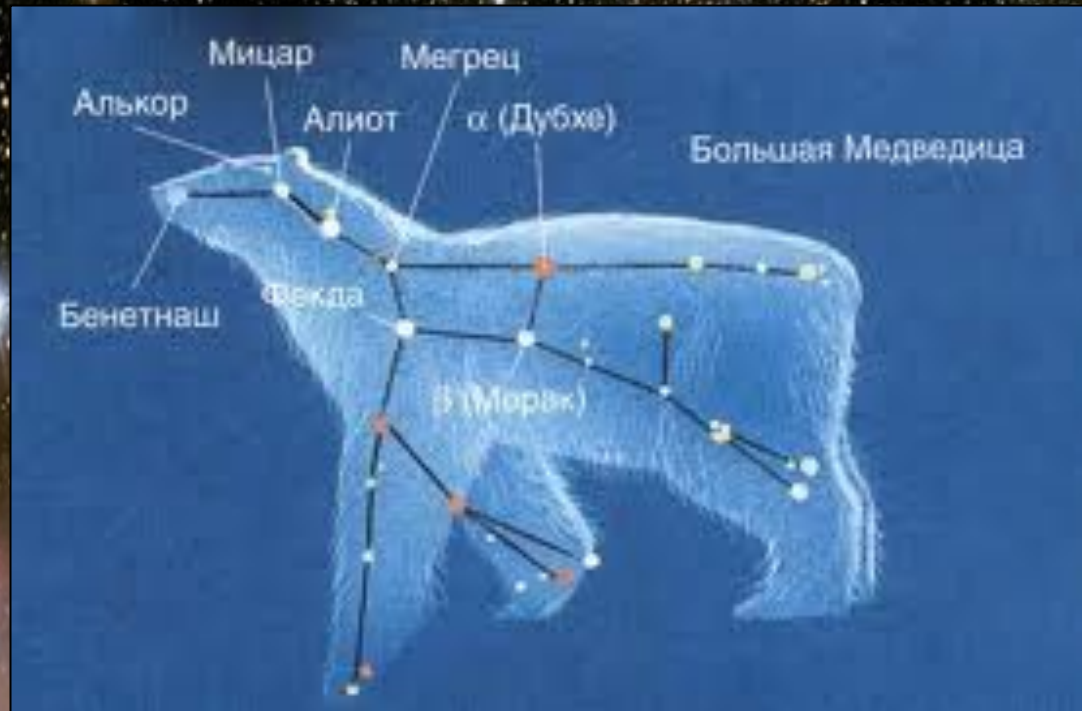 Мицар
Мегрец
Алькор
Алиот
α (Дубхе)
Большая Медведица
Фекда
Бенетнаш
β (Мерак)